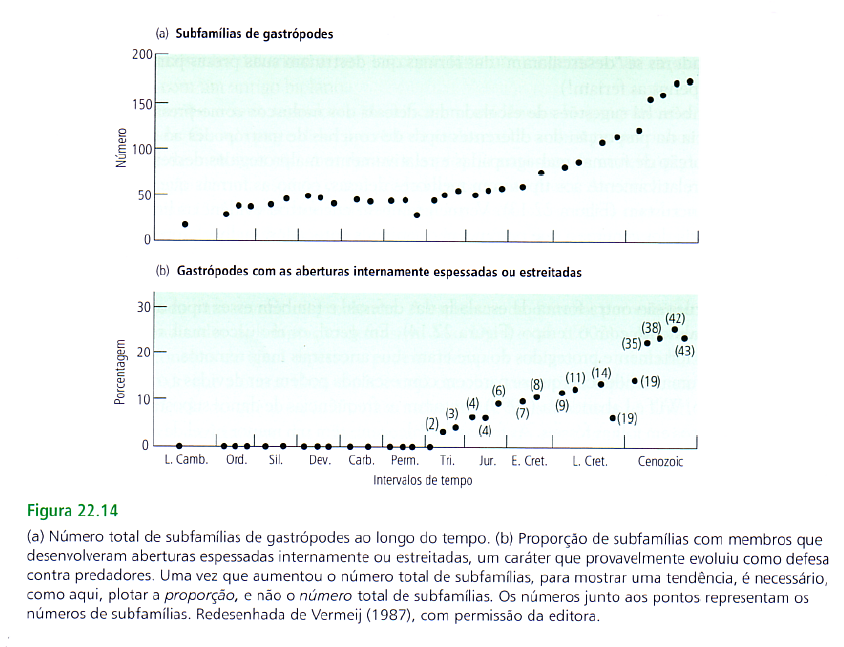 (a) Subfamílias de gastrópodes
200
150
100
50
0
Número
(b) Gastrópodes com as aberturas internamente espessadas ou estreitadas
30
20
10
0
Porcentagem
(2) (3) (4) (4) (6) (7) (8) (9) (11) (14) (19) (19) (35) (38) (42) (43)
L. Camb. Ord. Sil. Dev. Carb. Perm. Tri. Jur. E. Cret. L. Cret. Cenozoic
Intervalos de tempo
Figura 22.14
(a) Número total de subfamílias de gastrópodes ao longo do tempo. (b) Proporção de subfamílias com membros que
desenvolveram aberturas espessadas internamente ou estreitadas, um caráter que provavelmente evoluiu como defesa
contra predadores. Uma vez que aumentou o número total de subfamílias, para mostrar uma tendência, é necessário,
como aqui, plotar a proporção, e não o número total de subfamílias. Os números junto aos pontos representam os
números de subfamílias. Redesenhada de Vermeij (1987), com permissão da editora.